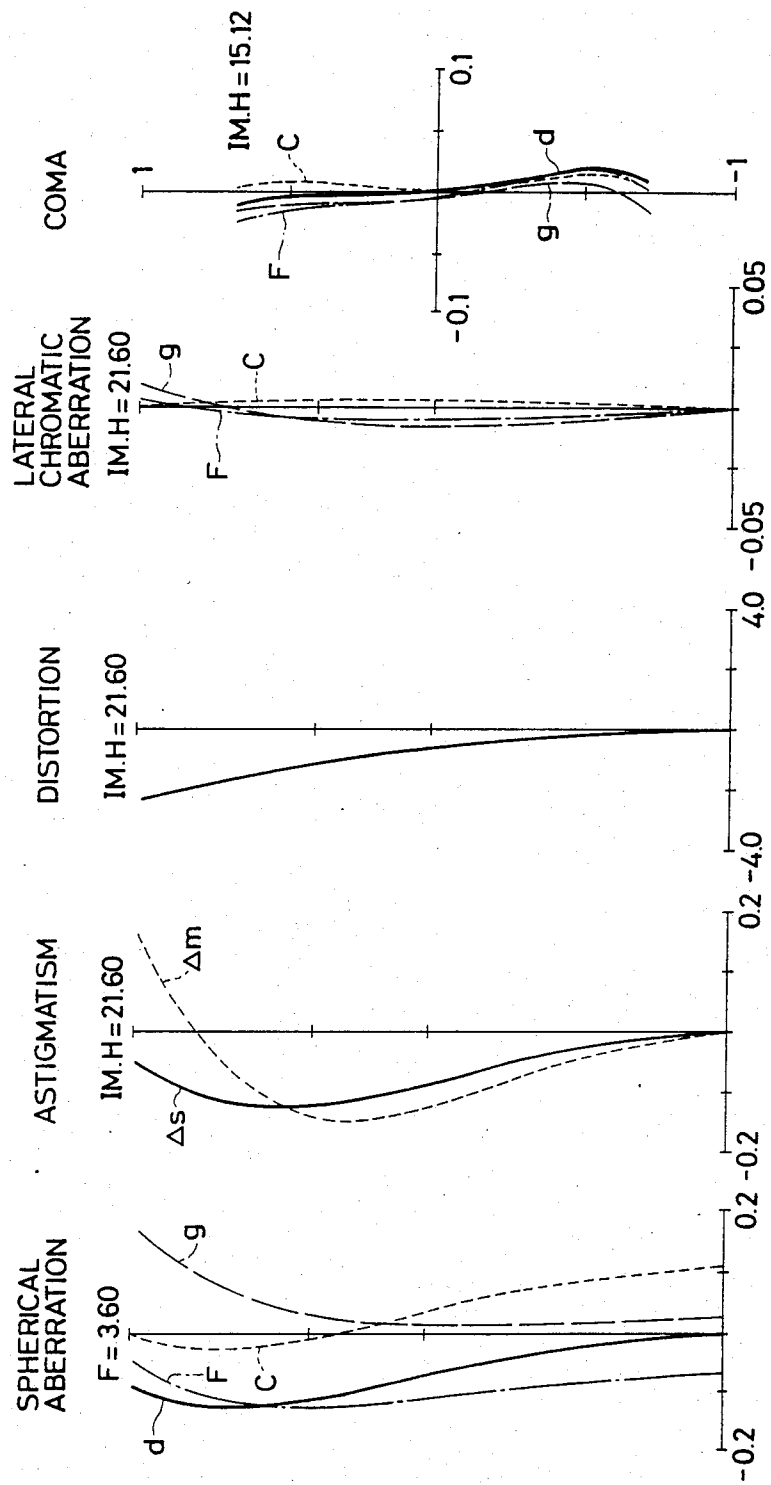 SPHERICAL
ABERRATION
F = 3.60
d
F
C
g
-0.2
0.2
ASTIGMATISM
IM.H = 21.60
Δs
Δm
-0.2
0.2
DISTORTION
IM.H = 21.60
-4.0
4.0
LATERAL
CHROMATIC
ABERRATION
IM.H = 21.60
g
C
F
-0.05
0.05
COMA
IM.H = 15.12
1
C
F
0.1
-0.1
d
g
-1